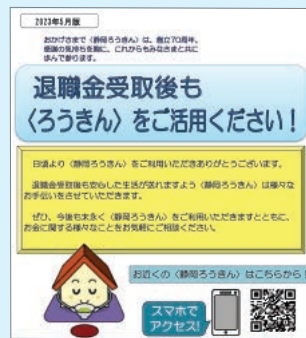 2023年5月版
おかげさまで〈静岡ろうきん〉は、創立70周年。
感謝の気持ちを胸に、これからもみなさまと共に
歩んで参ります。
退職金受取後も
〈ろうきん〉をご活用ください！
日頃より〈静岡ろうきん〉をご利用いただきありがとうございます。
退職金受取後も安心した生活が送れますよう〈静岡ろうきん〉は様々な
お手伝いをさせていただきます。
ぜひ、今後も末永く〈静岡ろうきん〉をご利用いただきますとともに、
お金に関する様々なことをお気軽にご相談ください。
お近くの〈静岡ろうきん〉はこちらから！
スマホで
アクセス！